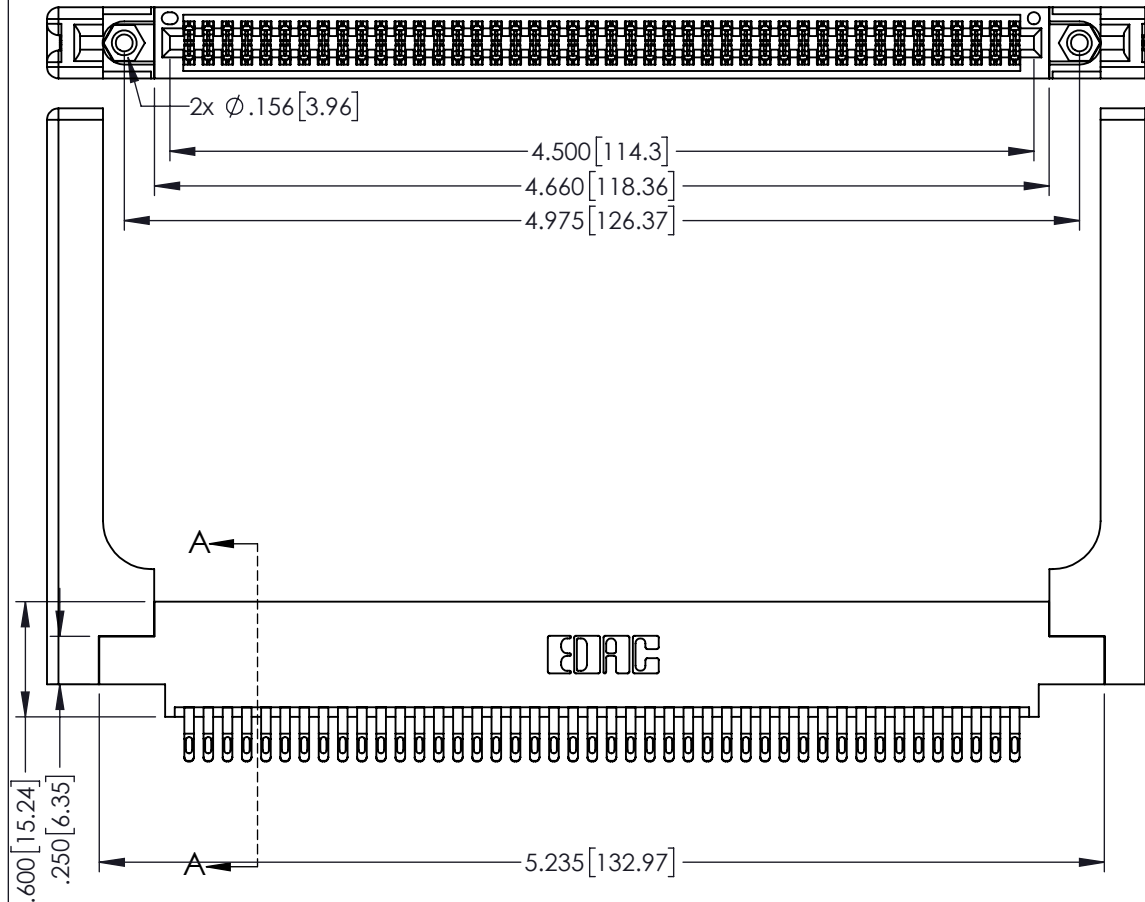 2x ∅ .156[3.96]
4.500[114.3]
4.660[118.36]
4.975[126.37]
A
EDAC
.600[15.24]
.250[6.35]
A
5.235[132.97]